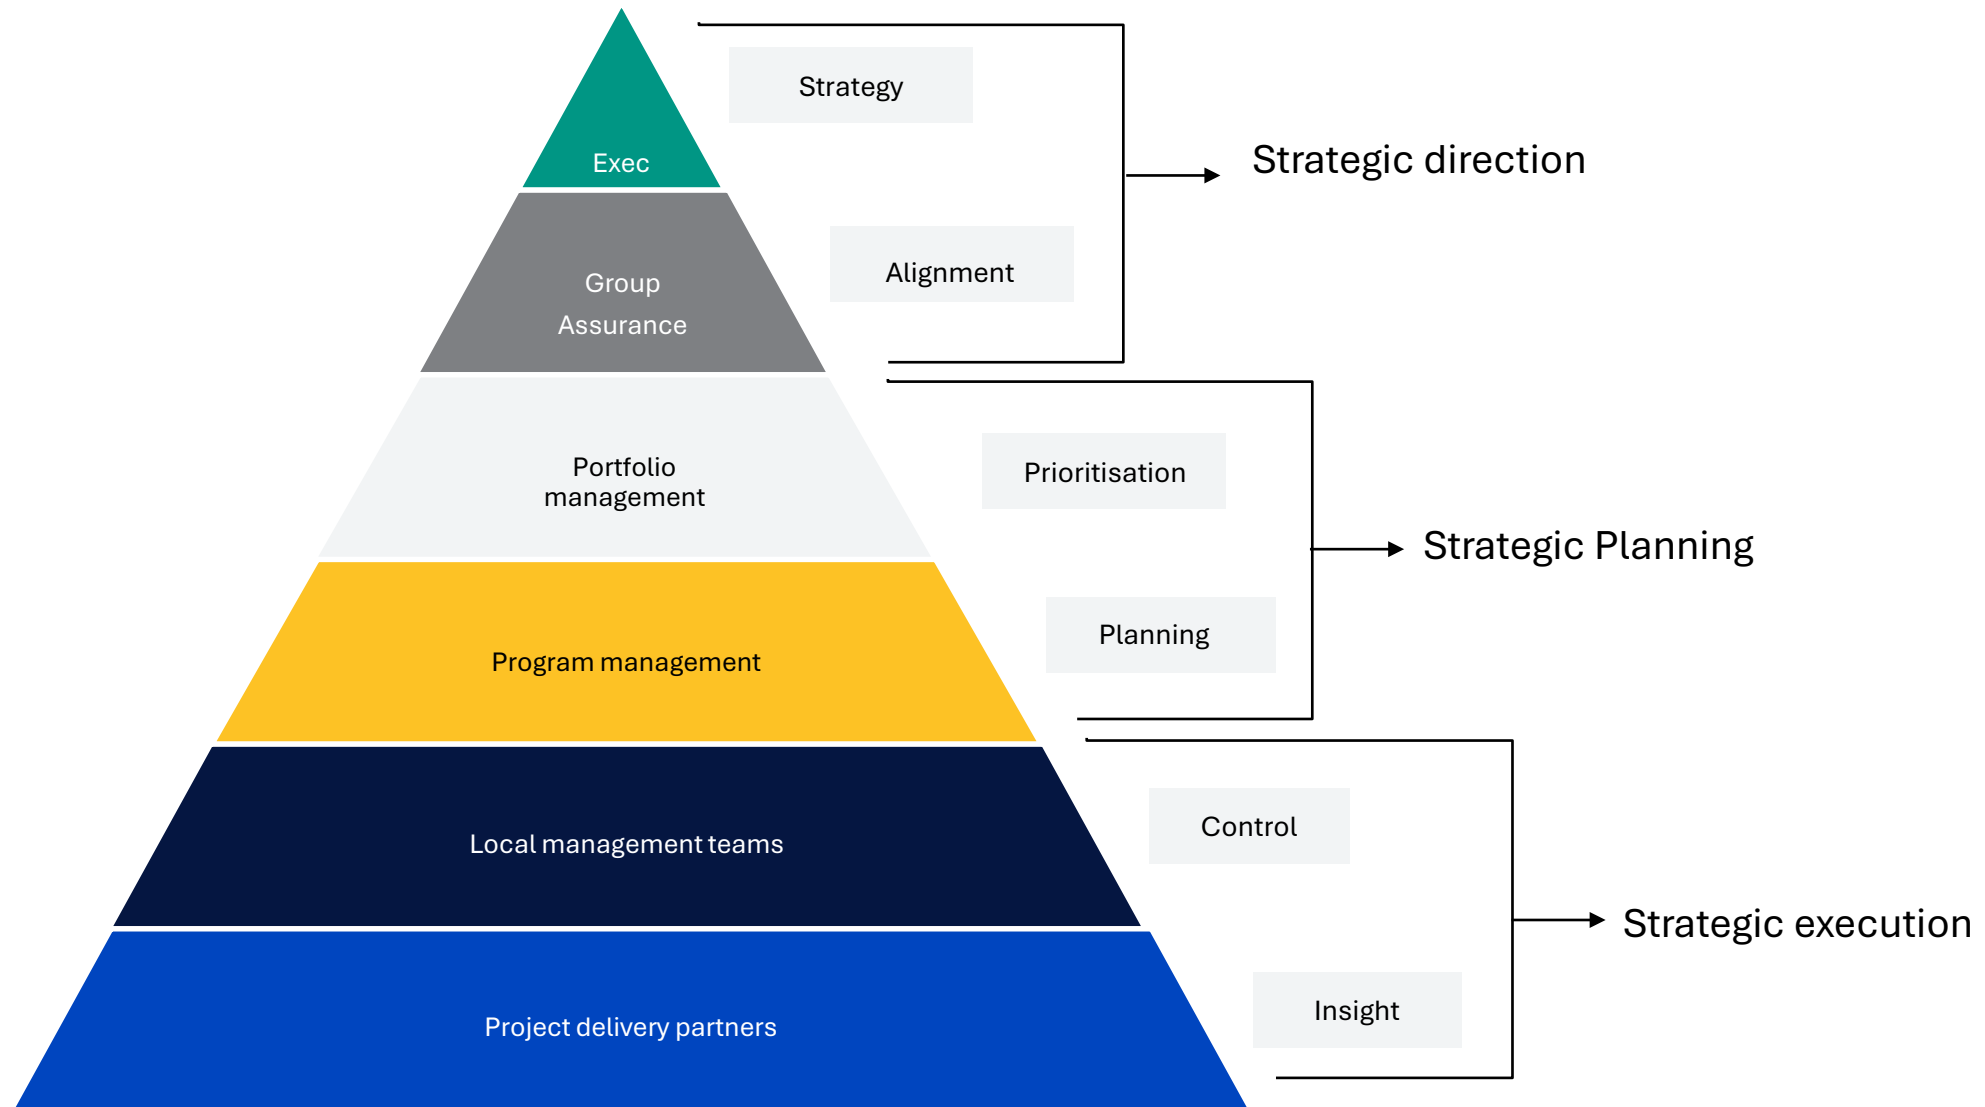 Strategy
Exec
Strategic direction
Group
Assurance
Alignment
Portfolio
management
Prioritisation
Strategic Planning
Program management
Planning
Local management teams
Control
Strategic execution
Project delivery partners
Insight